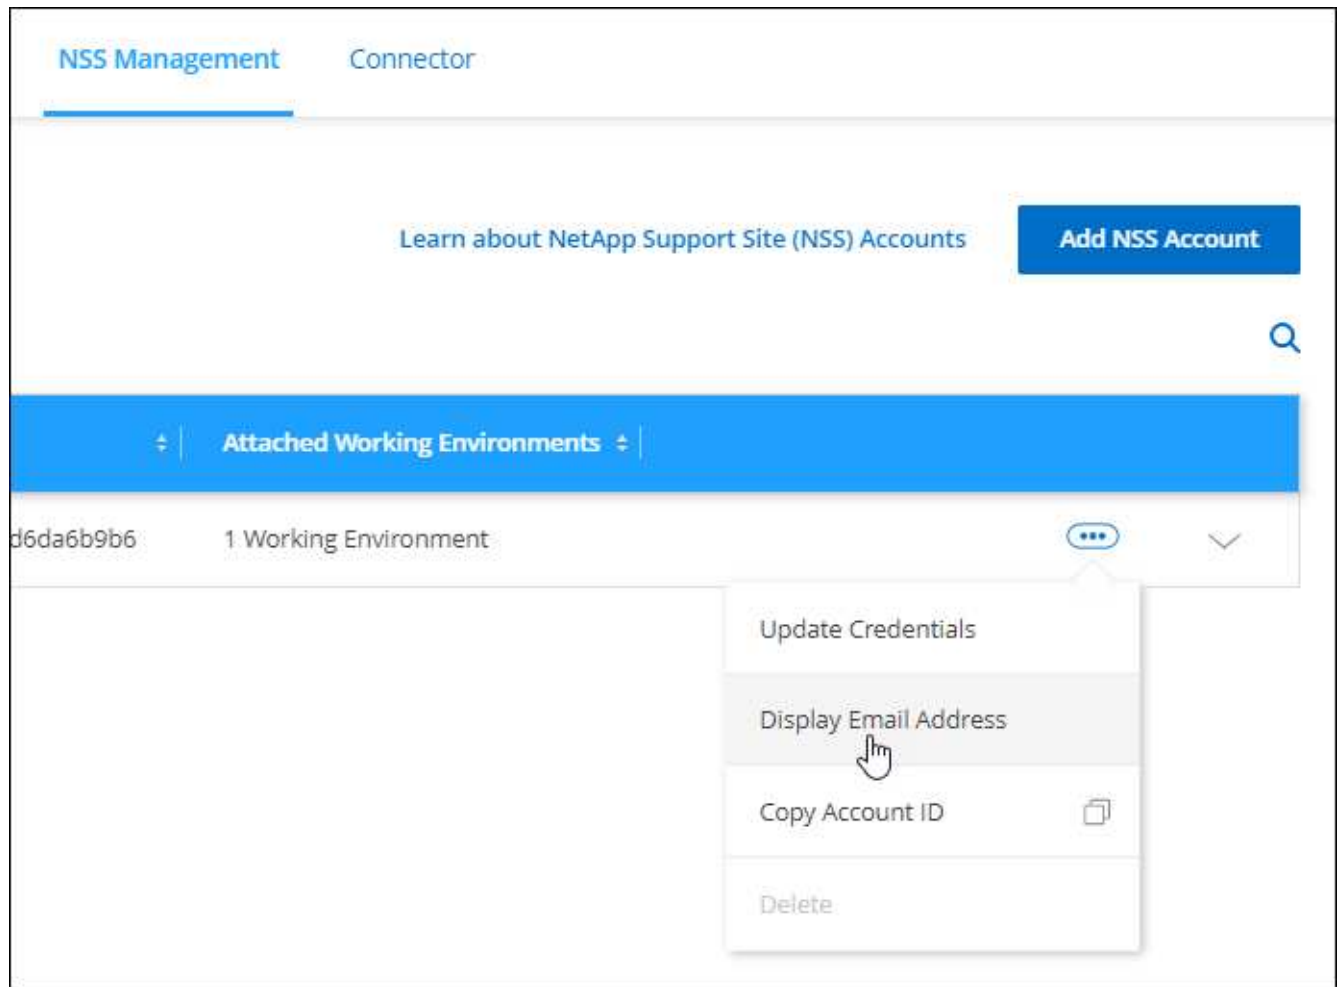 NSS Management Connector
Learn about NetApp Support Site (NSS) Accounts Add NSS Account
Attached Working Environments
d6da6b9b6 1 Working Environment
Update Credentials
Display Email Address
Copy Account ID
Delete